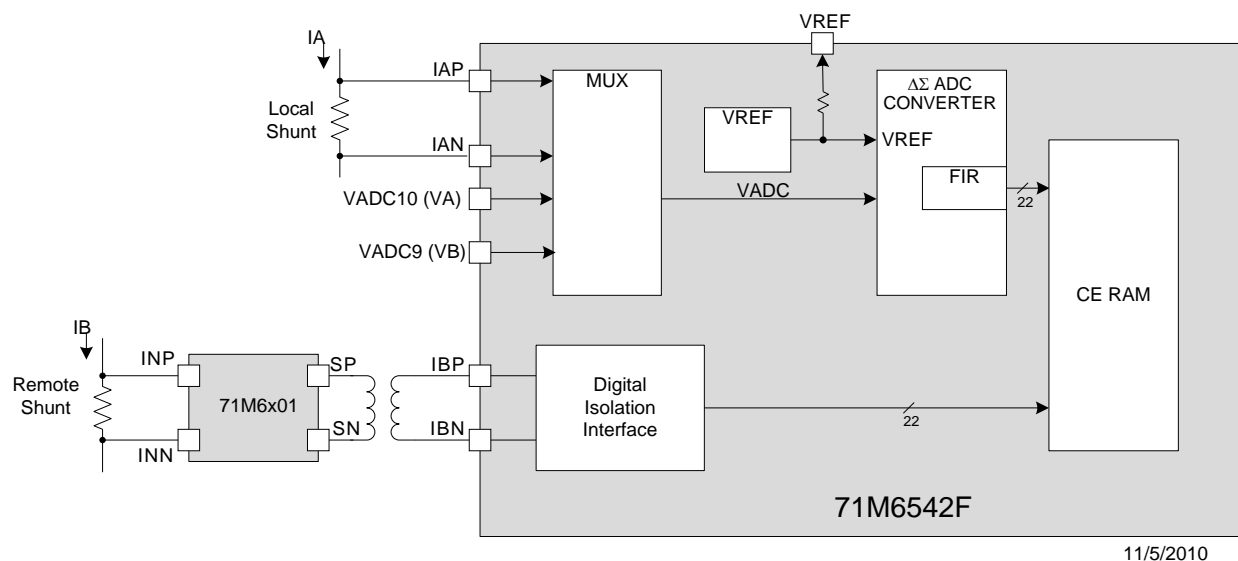 VREF
IA
IAP
MUX
ΔΣ ADC
CONVERTER
Local
Shunt
VREF
VREF
IAN
FIR
VADC10 (VA)
VADC
22
VADC9 (VB)
CE RAM
IB
INP
SP
IBP
Remote
Shunt
71M6x01
Digital
Isolation
Interface
22
INN
SN
IBN
71M6542F
11/5/2010